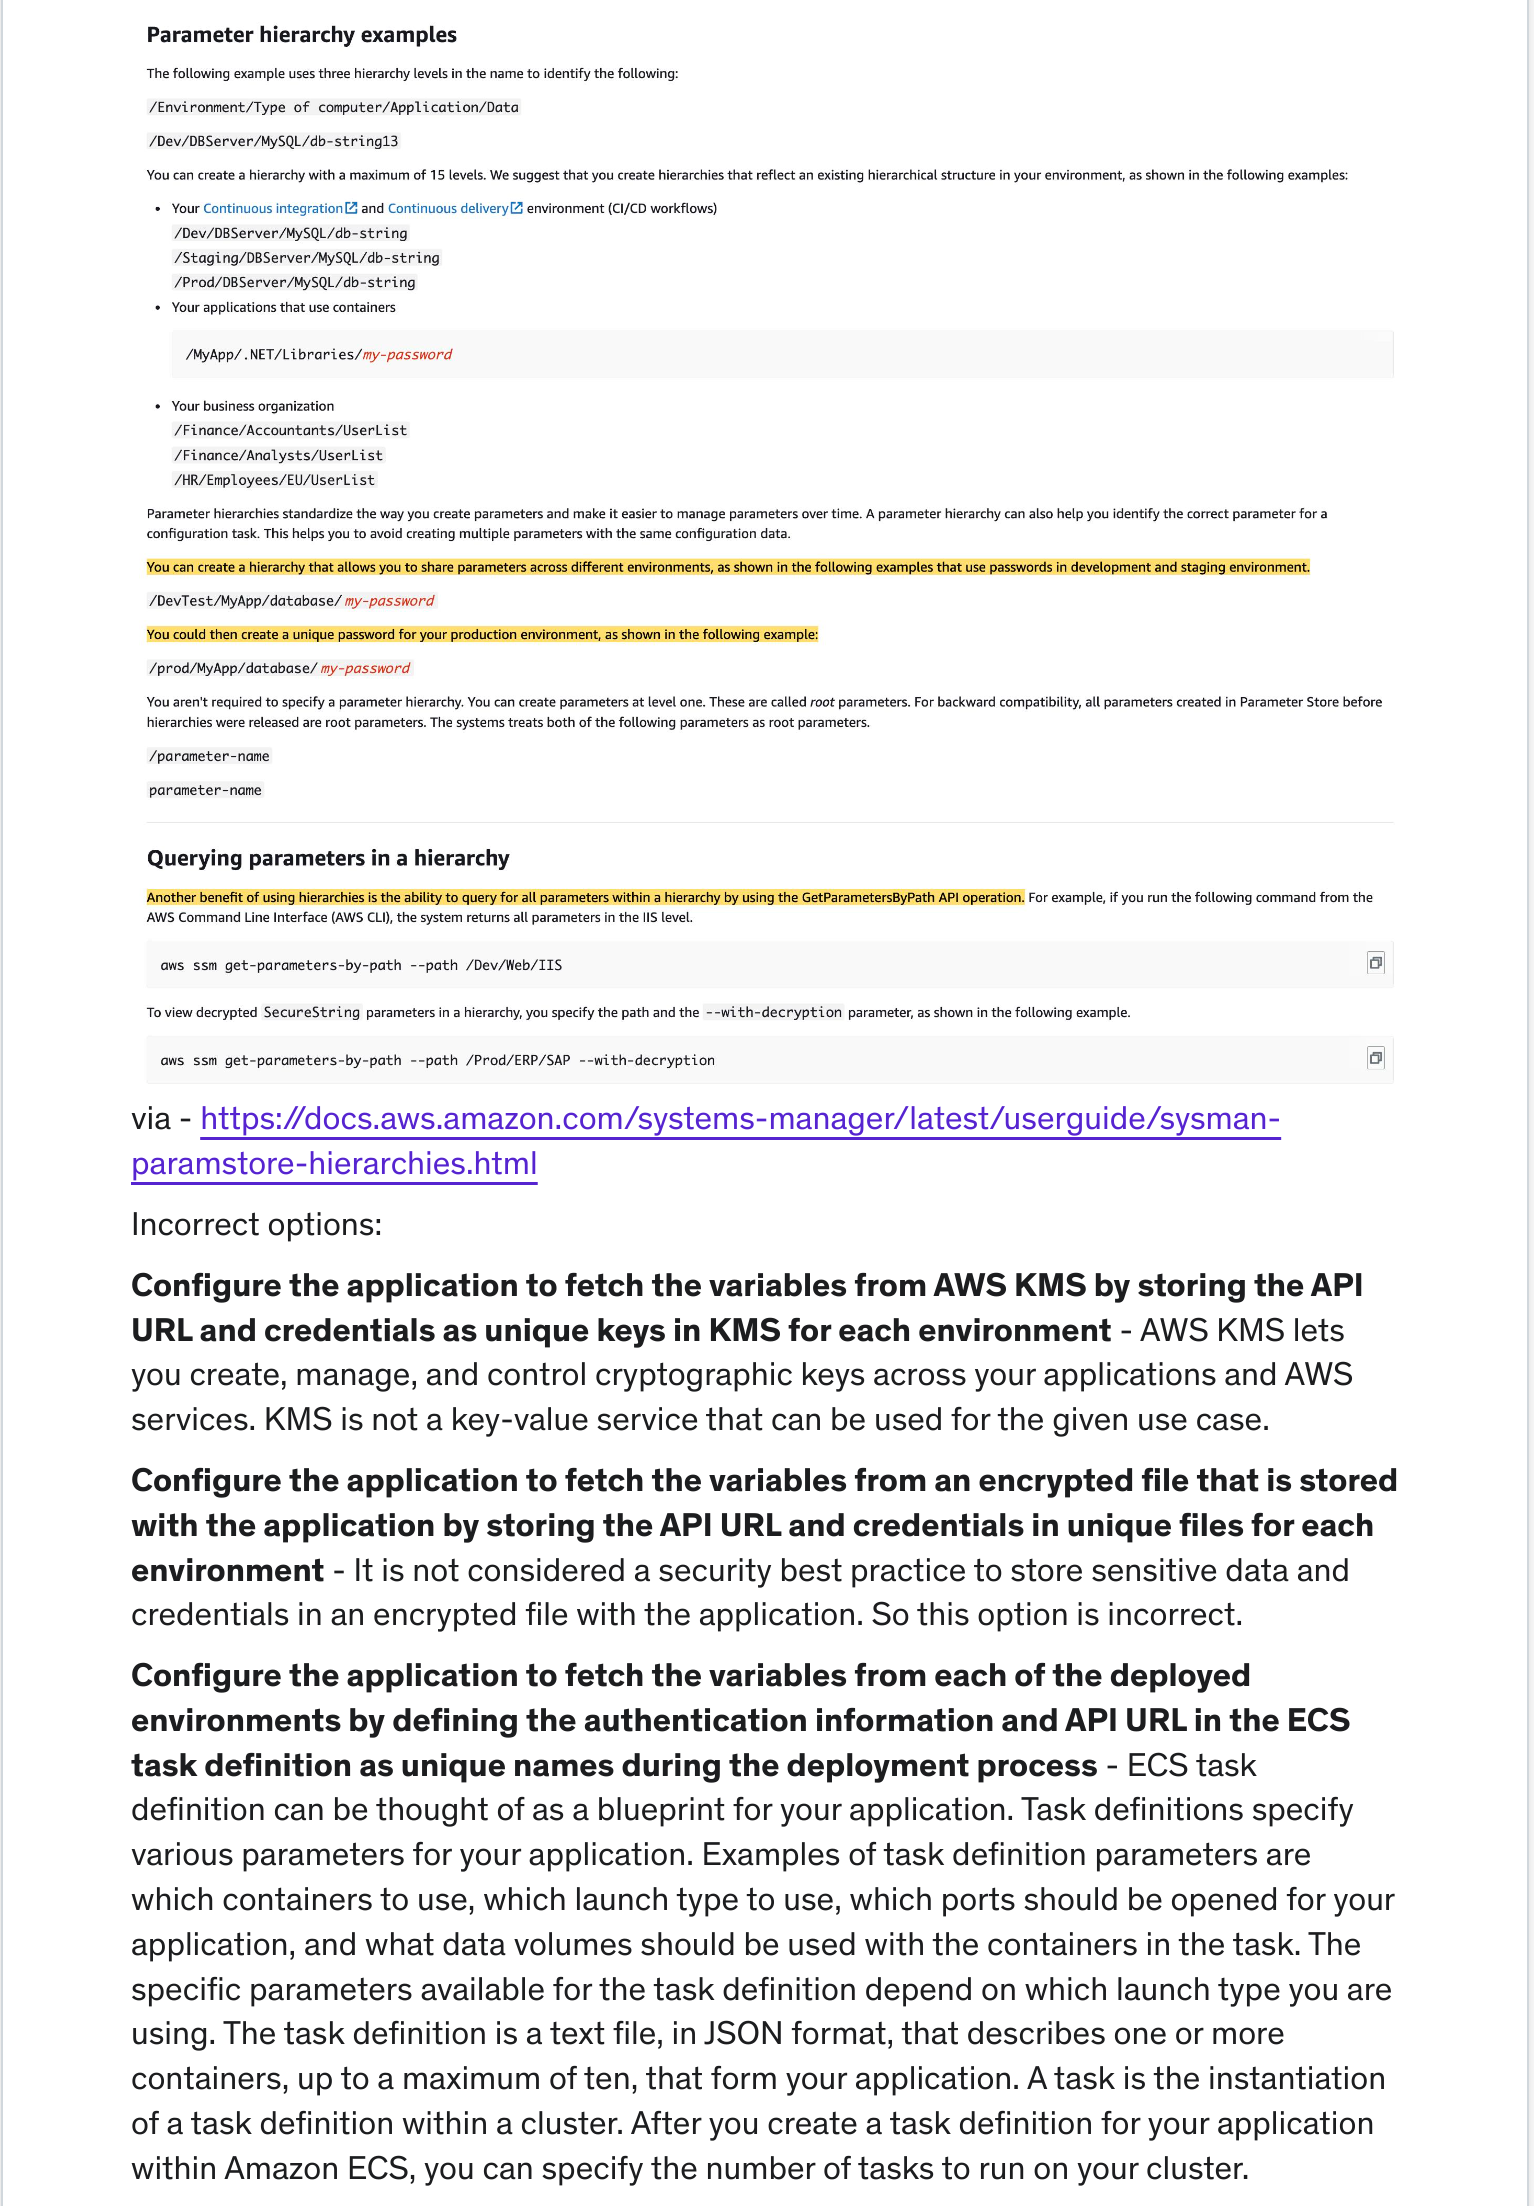 Parameter hierarchy examples
The following example uses three hierarchy levels in the name to identify the following:
/Environment/Type of computer/Application/Data
/Dev/DBServer/MySQL/db-string13
You can create a hierarchy with a maximum of 15 levels. We suggest that you create hierarchies that reflect an existing hierarchical structure in your environment, as shown in the following examples:
• Your Continuous integration and Continuous delivery environment (CI/CD workflows)
/Dev/DBServer/MySQL/db-string
/Staging/DBServer/MySQL/db-string
/Prod/DBServer/MySQL/db-string
• Your applications that use containers
/MyApp/.NET/Libraries/my-password
• Your business organization
/Finance/Accountants/UserList
/Finance/Analysts/UserList
/HR/Employees/EU/UserList
Parameter hierarchies standardize the way you create parameters and make it easier to manage parameters over time. A parameter hierarchy can also help you identify the correct parameter for a
configuration task. This helps you to avoid creating multiple parameters with the same configuration data.
You can create a hierarchy that allows you to share parameters across different environments, as shown in the following examples that use passwords in development and staging environment.
/DevTest/MyApp/database/my-password
You could then create a unique password for your production environment, as shown in the following example:
/prod/MyApp/database/my-password
You aren't required to specify a parameter hierarchy. You can create parameters at level one. These are called root parameters. For backward compatibility, all parameters created in Parameter Store before
hierarchies were released are root parameters. The systems treats both of the following parameters as root parameters.
/parameter-name
parameter-name
Querying parameters in a hierarchy
Another benefit of using hierarchies is the ability to query for all parameters within a hierarchy by using the GetParametersByPath API operation. For example, if you run the following command from the
AWS Command Line Interface (AWS CLI), the system returns all parameters in the IIS level.
aws ssm get-parameters-by-path --path /Dev/Web/IIS
To view decrypted SecureString parameters in a hierarchy, you specify the path and the --with-decryption parameter, as shown in the following example.
aws ssm get-parameters-by-path --path /Prod/ERP/SAP --with-decryption
via - https://docs.aws.amazon.com/systems-manager/latest/userguide/sysman-
paramstore-hierarchies.html
Incorrect options:
Configure the application to fetch the variables from AWS KMS by storing the API
URL and credentials as unique keys in KMS for each environment - AWS KMS lets
you create, manage, and control cryptographic keys across your applications and AWS
services. KMS is not a key-value service that can be used for the given use case.
Configure the application to fetch the variables from an encrypted file that is stored
with the application by storing the API URL and credentials in unique files for each
environment - It is not considered a security best practice to store sensitive data and
credentials in an encrypted file with the application. So this option is incorrect.
Configure the application to fetch the variables from each of the deployed
environments by defining the authentication information and API URL in the ECS
task definition as unique names during the deployment process - ECS task
definition can be thought of as a blueprint for your application. Task definitions specify
various parameters for your application. Examples of task definition parameters are
which containers to use, which launch type to use, which ports should be opened for your
application, and what data volumes should be used with the containers in the task. The
specific parameters available for the task definition depend on which launch type you are
using. The task definition is a text file, in JSON format, that describes one or more
containers, up to a maximum of ten, that form your application. A task is the instantiation
of a task definition within a cluster. After you create a task definition for your application
within Amazon ECS, you can specify the number of tasks to run on your cluster.